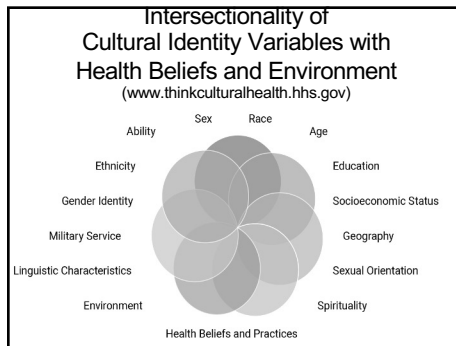 Intersectionality of
Cultural Identity Variables with
Health Beliefs and Environment
(www.thinkculturalhealth.hhs.gov)
Sex Race
Ability Age
Ethnicity Education
Gender Identity Socioeconomic Status
Military Service Geography
Linguistic Characteristics Sexual Orientation
Environment Spirituality
Health Beliefs and Practices